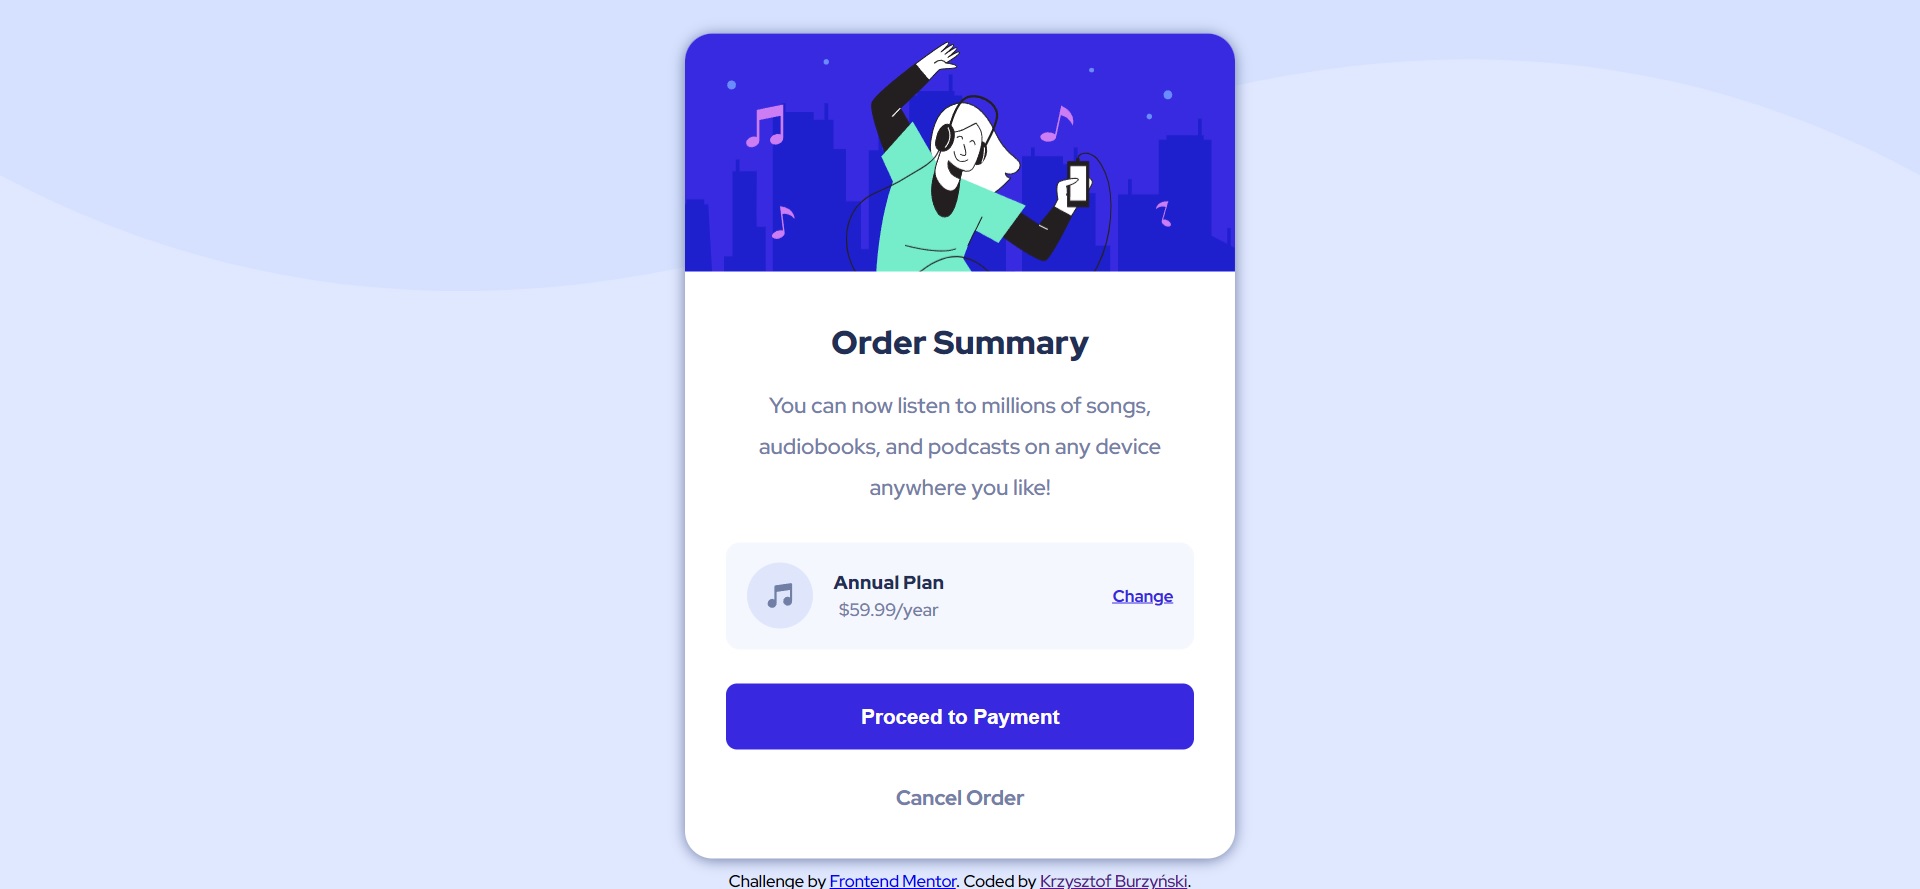 Order Summary
You can now listen to millions of songs,
audiobooks, and podcasts on any device
anywhere you like!
Annual Plan
$59.99/year
Change
Proceed to Payment
Cancel Order
Challenge by Frontend Mentor. Coded by Krzysztof Burzyński.